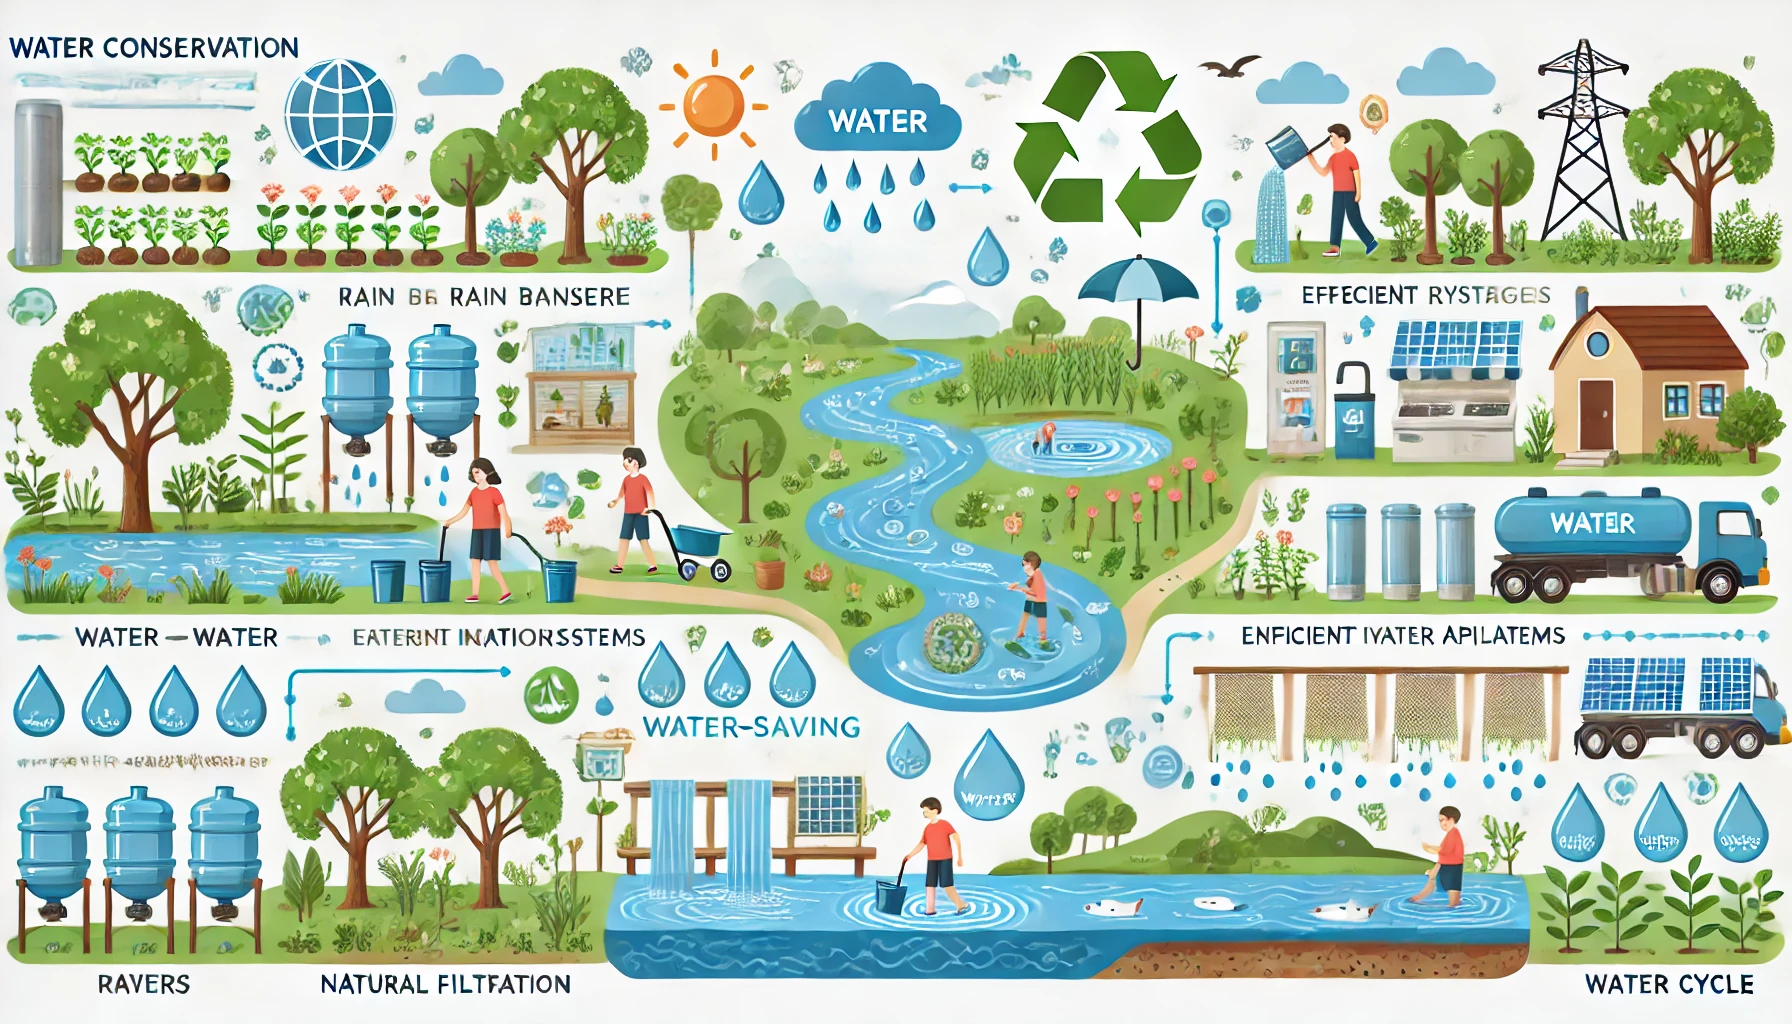 WATER CONSERVATION
WATER
RAIN BR RAIN BANSERE
EFFECIENT RYSTAGES
WATER
WATER — WATER
EATERINT INATIORSSTEMS
ENFICIENT IVATER APILATEMS
WATER-SAVING
RAVERS
NATURAL FILTFATION
WATER CYCLE